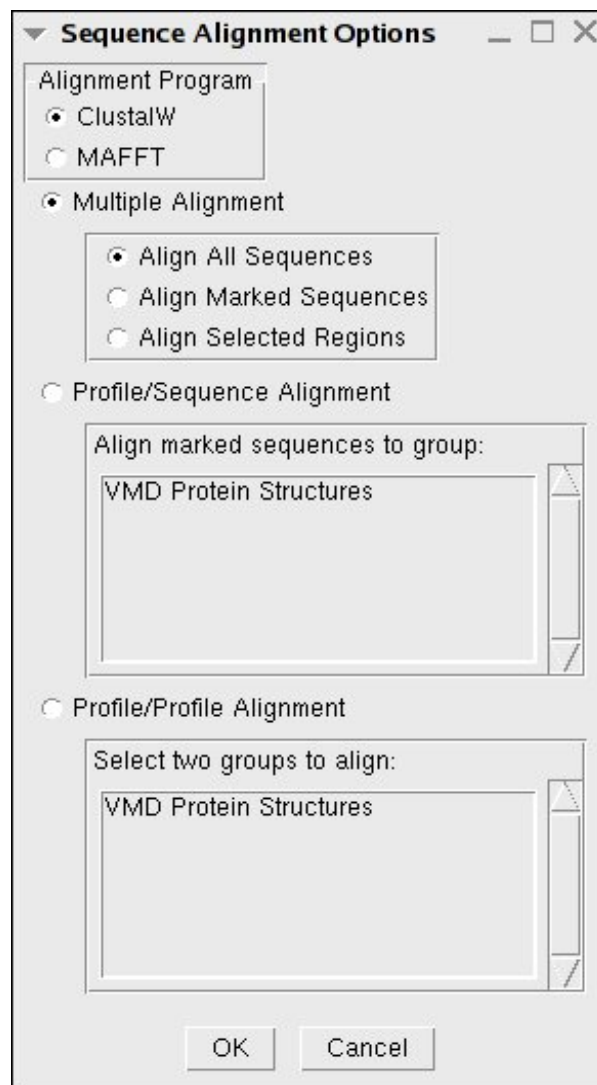 Sequence Alignment Options
Alignment Program
ClustalW
MAFFT
Multiple Alignment
Align All Sequences
Align Marked Sequences
Align Selected Regions
Profile/Sequence Alignment
Align marked sequences to group:
VMD Protein Structures
Profile/Profile Alignment
Select two groups to align:
VMD Protein Structures
OK Cancel